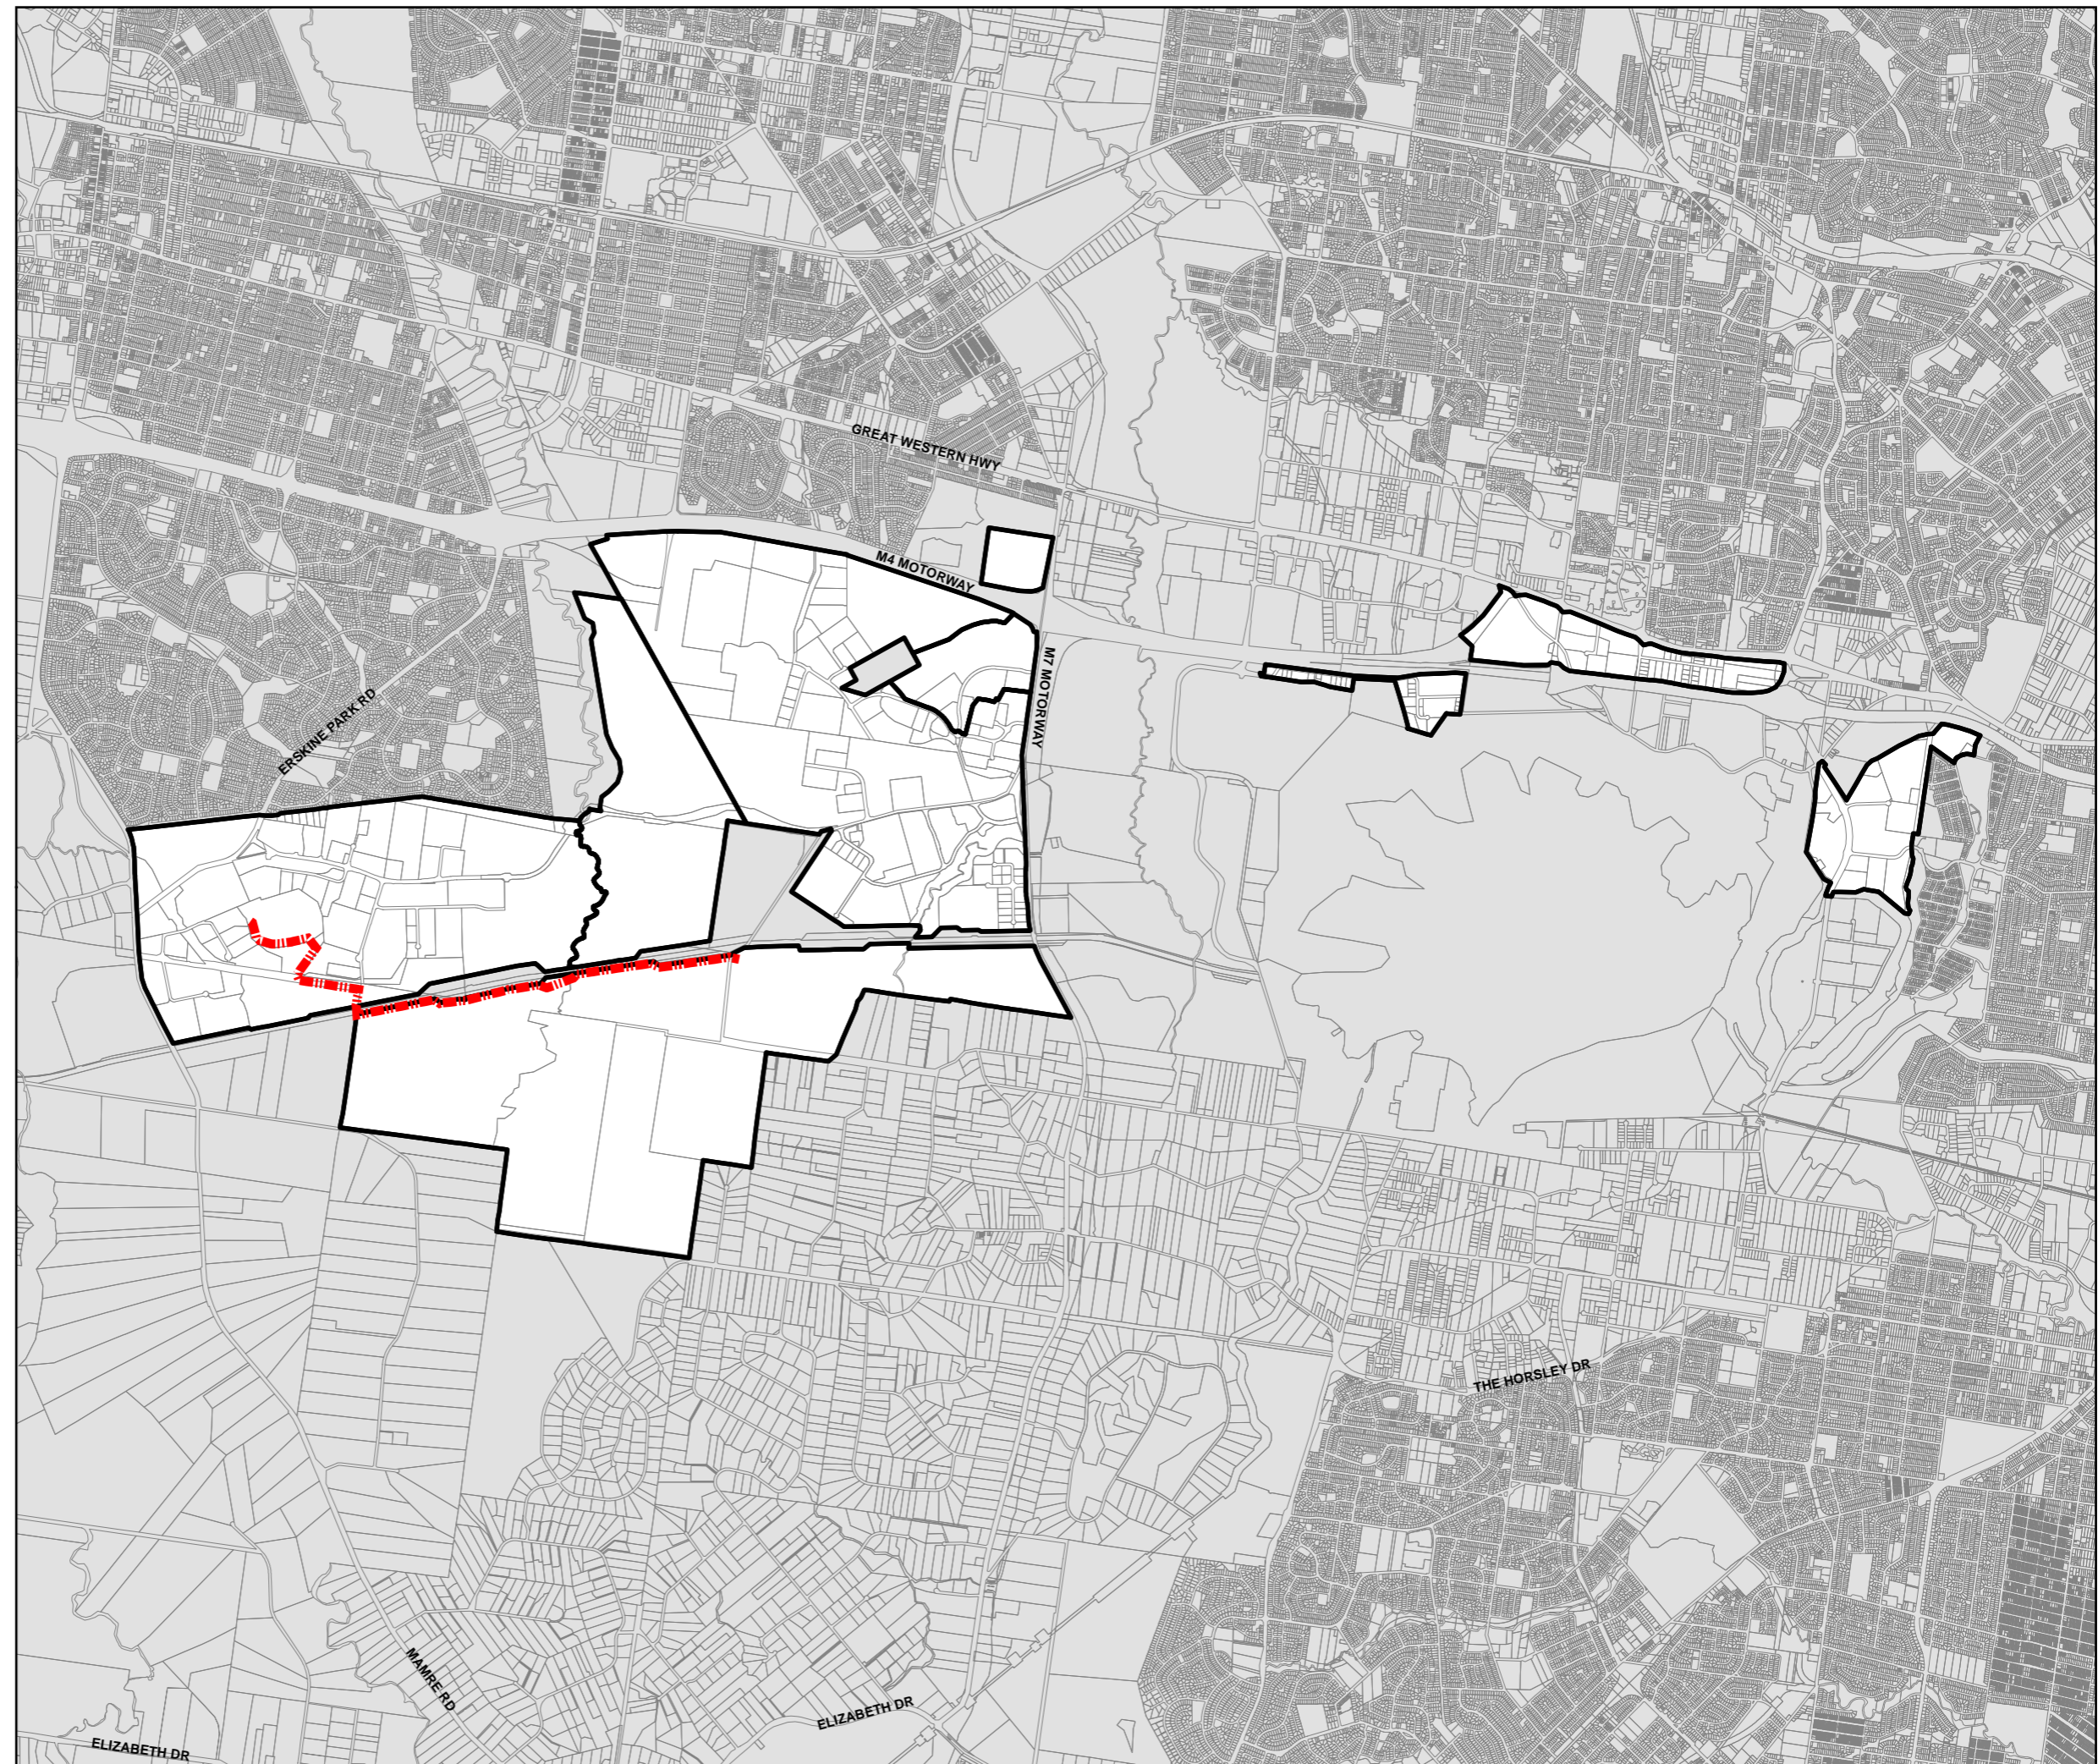 GREAT WESTERN HWY
M4 MOTORWAY
M7 MOTORWAY
ERSKINE PARK RD
THE HORSLEY DR
MAMRE RD
ELIZABETH DR
ELIZABETH DR